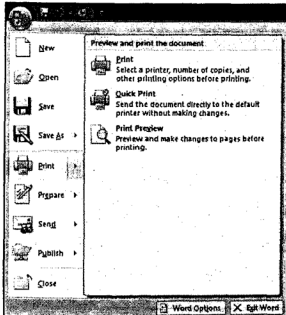 New
Open
Save
Save As
Print
Prepare
Send
Publish
Close
Preview and print the document
Print
Select a printer, number of copies, and
other printing options before printing.
Quick Print
Send the document directly to the default
printer without making changes.
Print Preview
Preview and make changes to pages before
printing.
Word Options
Exit Word